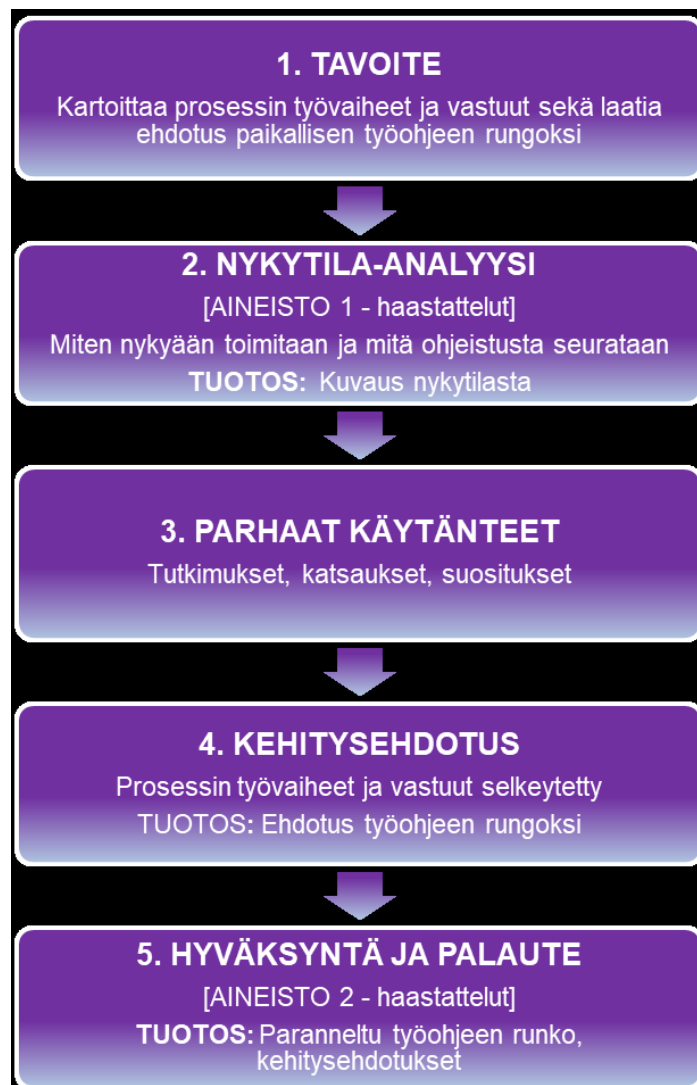 1. TAVOITE
Kartoittaa prosessin työvaiheet ja vastuut sekä laatia
ehdotus paikallisen työohjeen rungoksi
2. NYKYTILA-ANALYYSI
[AINEISTO 1 - haastattelut]
Miten nykyään toimitaan ja mitä ohjeistusta seurataan
TUOTOS: Kuvaus nykytilasta
3. PARHAAT KÄYTÄNTEET
Tutkimukset, katsaukset, suositukset
4. KEHITYSEHDOTUS
Prosessin työvaiheet ja vastuut selkeytetty
TUOTOS: Ehdotus työohjeen rungoksi
5. HYVÄKSYNTÄ JA PALAUTE
[AINEISTO 2 - haastattelut]
TUOTOS: Paranneltu työohjeen runko,
kehitysehdotukset